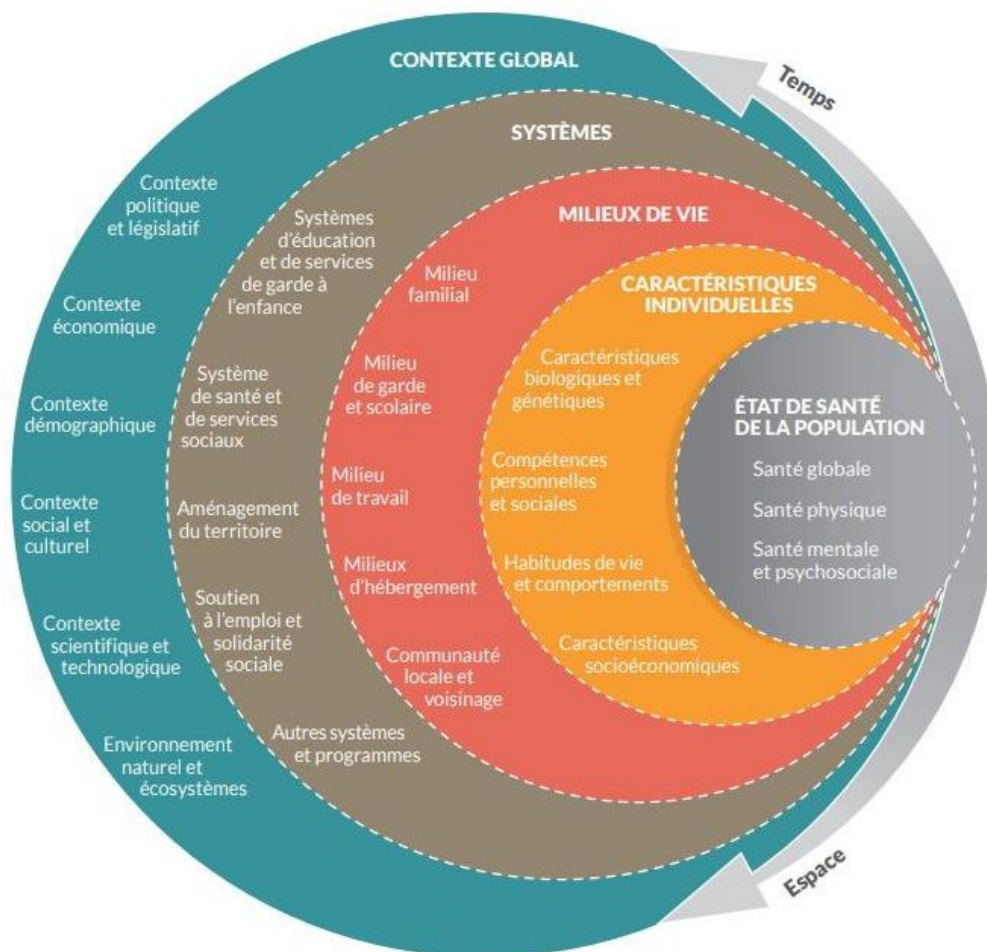 CONTEXTE GLOBAL
Temps
SYSTÈMES
MILIEUX DE VIE
CARACTÉRISTIQUES
INDIVIDUELLES
ÉTAT DE SANTÉ
DE LA POPULATION
Santé globale
Santé physique
Santé mentale
et psychosociale
Contexte
politique
et législatif
Contexte
économique
Contexte
démographique
Contexte
social et
culturel
Contexte
scientifique et
technologique
Environnement
naturel et
écosystèmes
Systèmes
d'éducation
et de services
de garde à
l'enfance
Système
de santé et
de services
sociaux
Aménagement
du territoire
Soutien
à l'emploi et
solidarité
sociale
Autres systèmes
et programmes
Milieu
familial
Milieu
de garde
et scolaire
Milieu
de travail
Milieux
d'hébergement
Communauté
locale et
voisinage
Caractéristiques
biologiques et
génétiques
Compétences
personnelles
et sociales
Habitudes de vie
et comportements
Caractéristiques
socioéconomiques
Espace